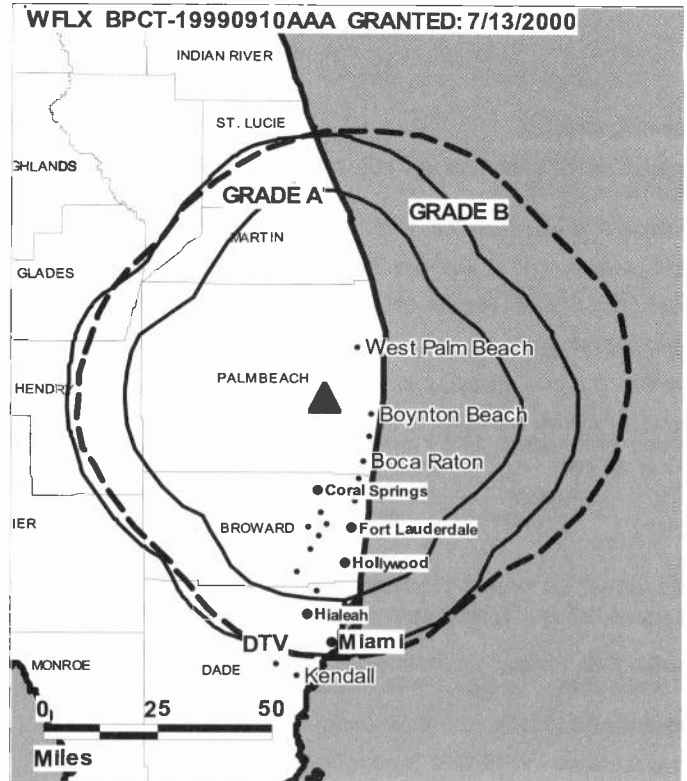 WFLX BPCT-19990910AAA GRANTED: 7/13/2000
INDIAN RIVER
ST. LUCIE
GHLANDS
GRADE A
GRADE B
MARTIN
GLADES
West Palm Beach
PALM BEACH
HENDRY
Boynton Beach
Boca Raton
Coral Springs
IER
BROWARD
Fort Lauderdale
Hollywood
Hialeah
DTV
Miami
MONROE
DADE
Kendall
0 25 50
Miles